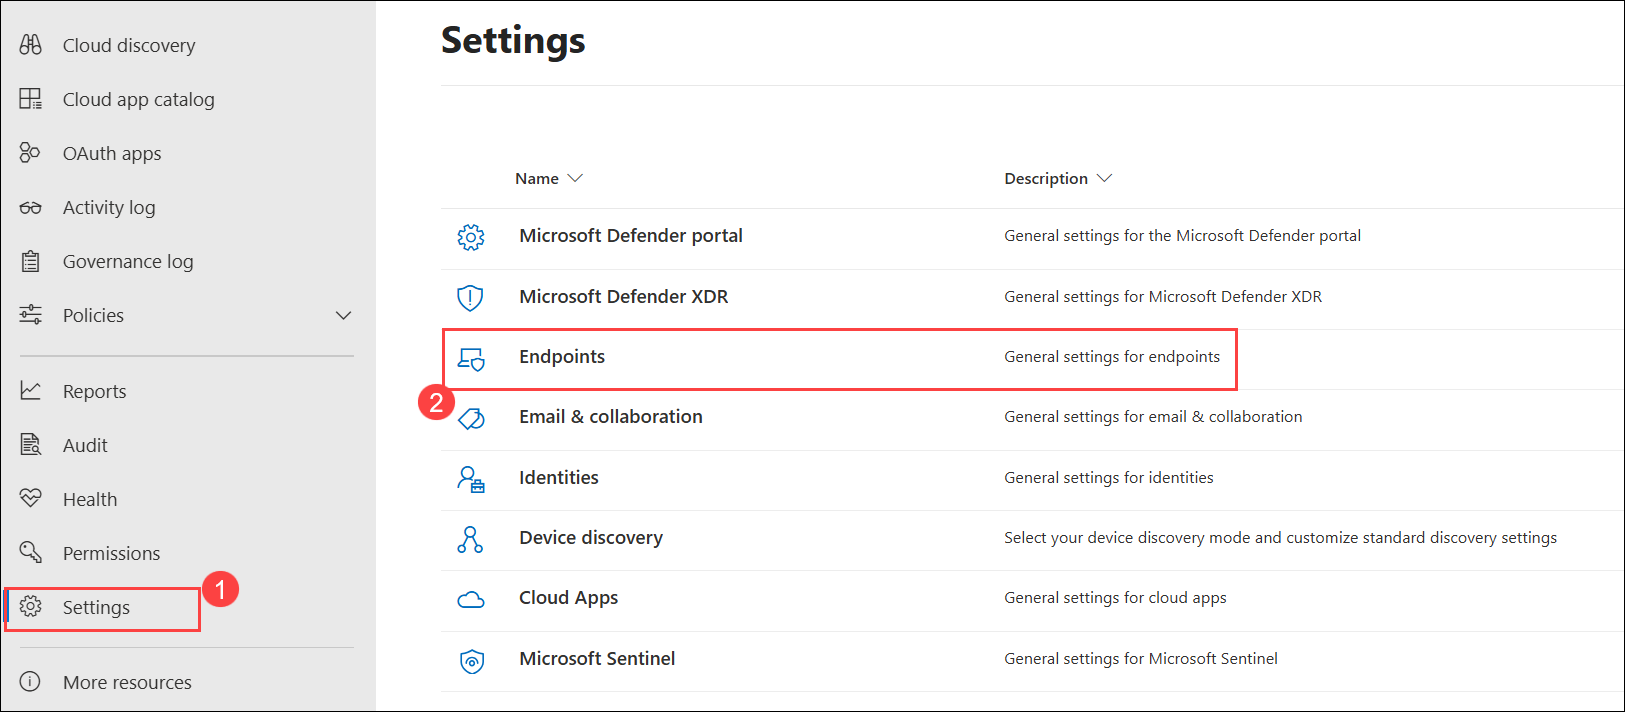 Cloud discovery
Cloud app catalog
OAuth apps
Activity log
Governance log
Policies
Reports
Audit
Health
Permissions
Settings
1
More resources
Settings
Name Description
Microsoft Defender portal General settings for the Microsoft Defender portal
Microsoft Defender XDR General settings for Microsoft Defender XDR
Endpoints General settings for endpoints
2
Email & collaboration General settings for email & collaboration
Identities General settings for identities
Device discovery Select your device discovery mode and customize standard discovery settings
Cloud Apps General settings for cloud apps
Microsoft Sentinel General settings for Microsoft Sentinel